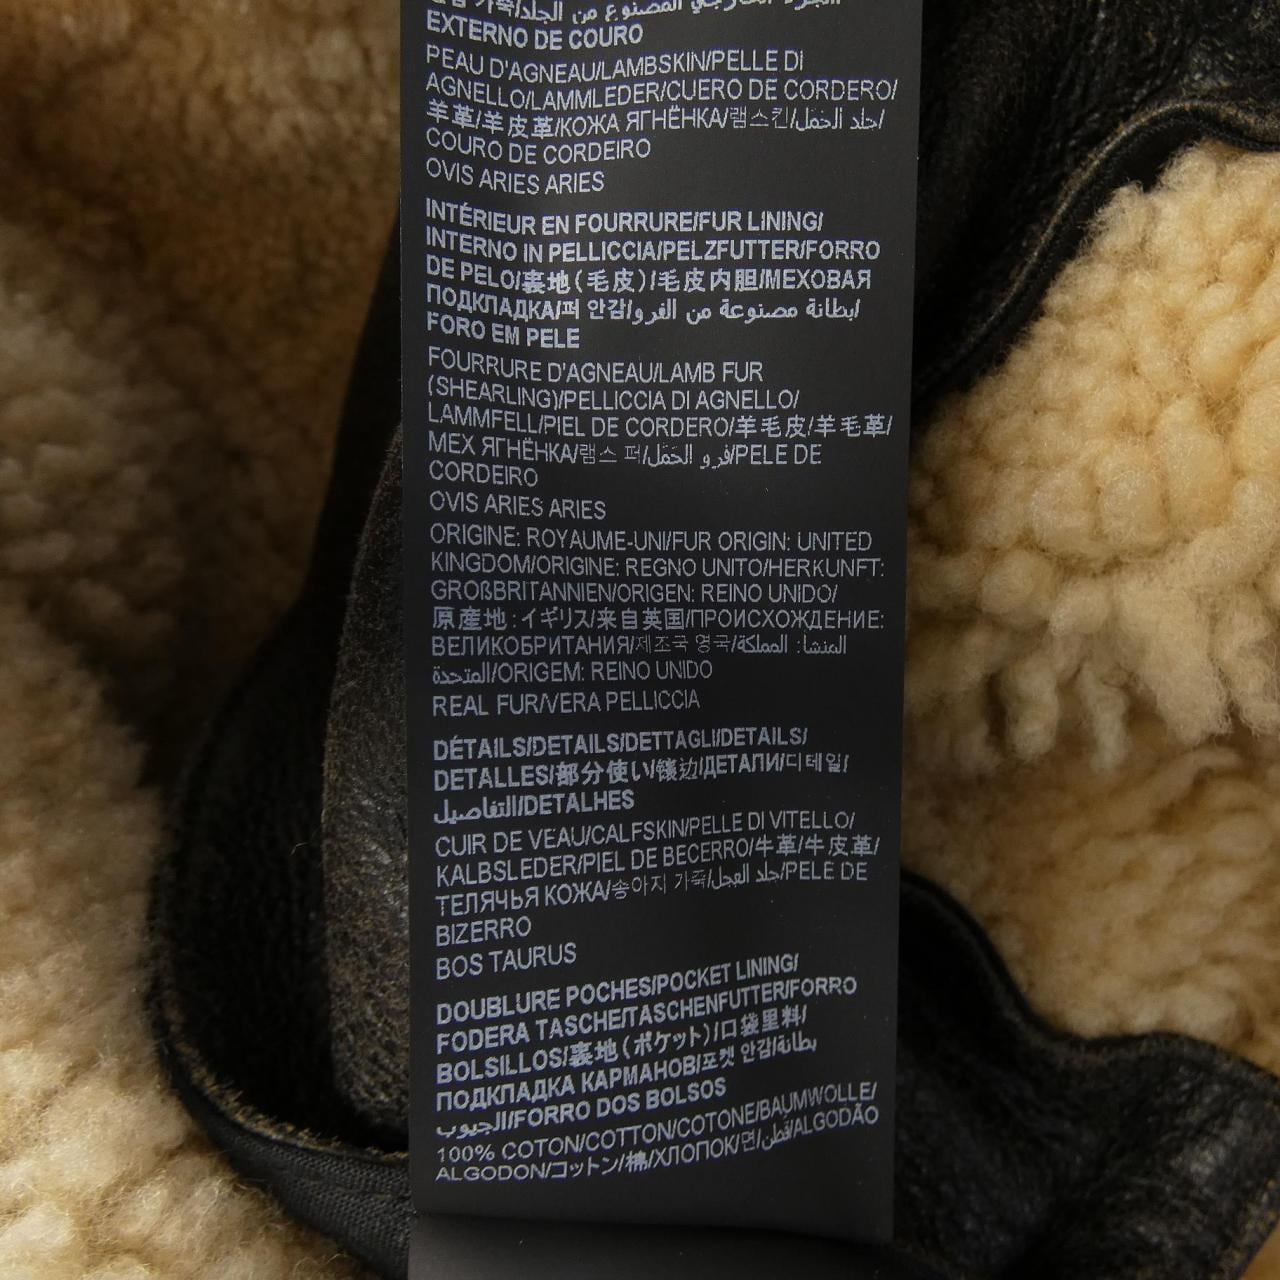 가죽/الجزء الخارجي المصنوع من الجلد/
EXTERNO DE COURO
PEAU D'AGNEAU/LAMBSKIN/PELLE DI
AGNELLO/LAMMLEDER/CUERO DE CORDERO/
羊革/羊皮革/КОЖА ЯГНЁНКА/램스킨/جلد الحَمَل/
COURO DE CORDEIRO
OVIS ARIES ARIES
INTÉRIEUR EN FOURRURE/FUR LINING/
INTERNO IN PELLICCIA/PELZFUTTER/FORRO
DE PELO/裏地(毛皮)/毛皮内胆/МЕХОВАЯ
ПОДКЛАДКА/퍼 안감/بطانة مصنوعة من الفرو/
FORO EM PELE
FOURRURE D'AGNEAU/LAMB FUR
(SHEARLING)/PELLICCIA DI AGNELLO/
LAMMFELL/PIEL DE CORDERO/羊毛皮/羊毛革/
МЕХ ЯГНЁНКА/램스 퍼/فرو الحَمَل/PELE DE
CORDEIRO
OVIS ARIES ARIES
ORIGINE: ROYAUME-UNI/FUR ORIGIN: UNITED
KINGDOM/ORIGINE: REGNO UNITO/HERKUNFT:
GROßBRITANNIEN/ORIGEN: REINO UNIDO/
原産地:イギリス/来自英国/ПРОИСХОЖДЕНИЕ:
ВЕЛИКОБРИТАНИЯ/제조국 영국/المنشأ: المملكة
المتحدة/ORIGEM: REINO UNIDO
REAL FUR/VERA PELLICCIA
DÉTAILS/DETAILS/DETTAGLI/DETAILS/
DETALLES/部分使い/镶边/ДЕТАЛИ/디테일/
التفاصيل/DETALHES
CUIR DE VEAU/CALFSKIN/PELLE DI VITELLO/
KALBSLEDER/PIEL DE BECERRO/牛革/牛皮革/
ТЕЛЯЧЬЯ КОЖА/송아지 가죽/جلد العجل/PELE DE
BIZERRO
BOS TAURUS
DOUBLURE POCHES/POCKET LINING/
FODERA TASCHE/TASCHENFUTTER/FORRO
BOLSILLOS/裏地(ポケット)/口袋里料/
ПОДКЛАДКА КАРМАНОВ/포켓 안감/بطانة
الجيوب/FORRO DOS BOLSOS
100% COTON/COTTON/COTONE/BAUMWOLLE/
ALGODON/コットン/棉/ХЛОПОК/면/قطن/ALGODÃO